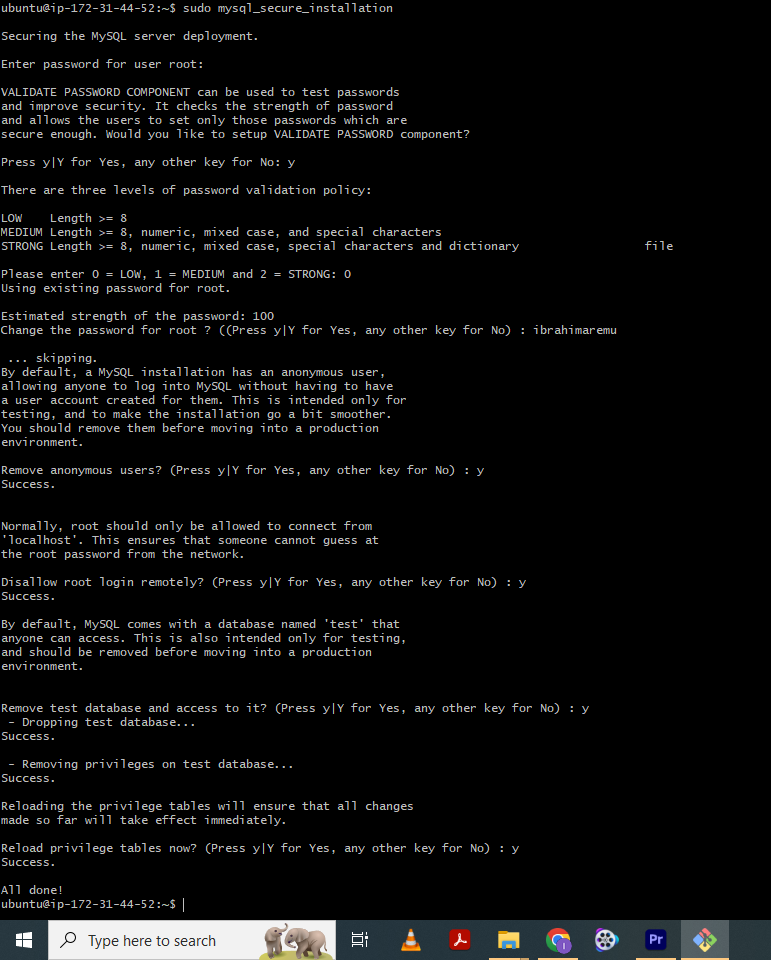 ubuntu@ip-172-31-44-52:~$ sudo mysql_secure_installation
Securing the MySQL server deployment.
Enter password for user root:
VALIDATE PASSWORD COMPONENT can be used to test passwords
and improve security. It checks the strength of password
and allows the users to set only those passwords which are
secure enough. Would you like to setup VALIDATE PASSWORD component?
Press y|Y for Yes, any other key for No: y
There are three levels of password validation policy:
LOW    Length >= 8
MEDIUM Length >= 8, numeric, mixed case, and special characters
STRONG Length >= 8, numeric, mixed case, special characters and dictionary                  file
Please enter 0 = LOW, 1 = MEDIUM and 2 = STRONG: 0
Using existing password for root.
Estimated strength of the password: 100
Change the password for root ? ((Press y|Y for Yes, any other key for No) : ibrahimaremu
 ... skipping.
By default, a MySQL installation has an anonymous user,
allowing anyone to log into MySQL without having to have
a user account created for them. This is intended only for
testing, and to make the installation go a bit smoother.
You should remove them before moving into a production
environment.
Remove anonymous users? (Press y|Y for Yes, any other key for No) : y
Success.
Normally, root should only be allowed to connect from
'localhost'. This ensures that someone cannot guess at
the root password from the network.
Disallow root login remotely? (Press y|Y for Yes, any other key for No) : y
Success.
By default, MySQL comes with a database named 'test' that
anyone can access. This is also intended only for testing,
and should be removed before moving into a production
environment.
Remove test database and access to it? (Press y|Y for Yes, any other key for No) : y
 - Dropping test database...
Success.
 - Removing privileges on test database...
Success.
Reloading the privilege tables will ensure that all changes
made so far will take effect immediately.
Reload privilege tables now? (Press y|Y for Yes, any other key for No) : y
Success.
All done!
ubuntu@ip-172-31-44-52:~$
Type here to search
i
Pr